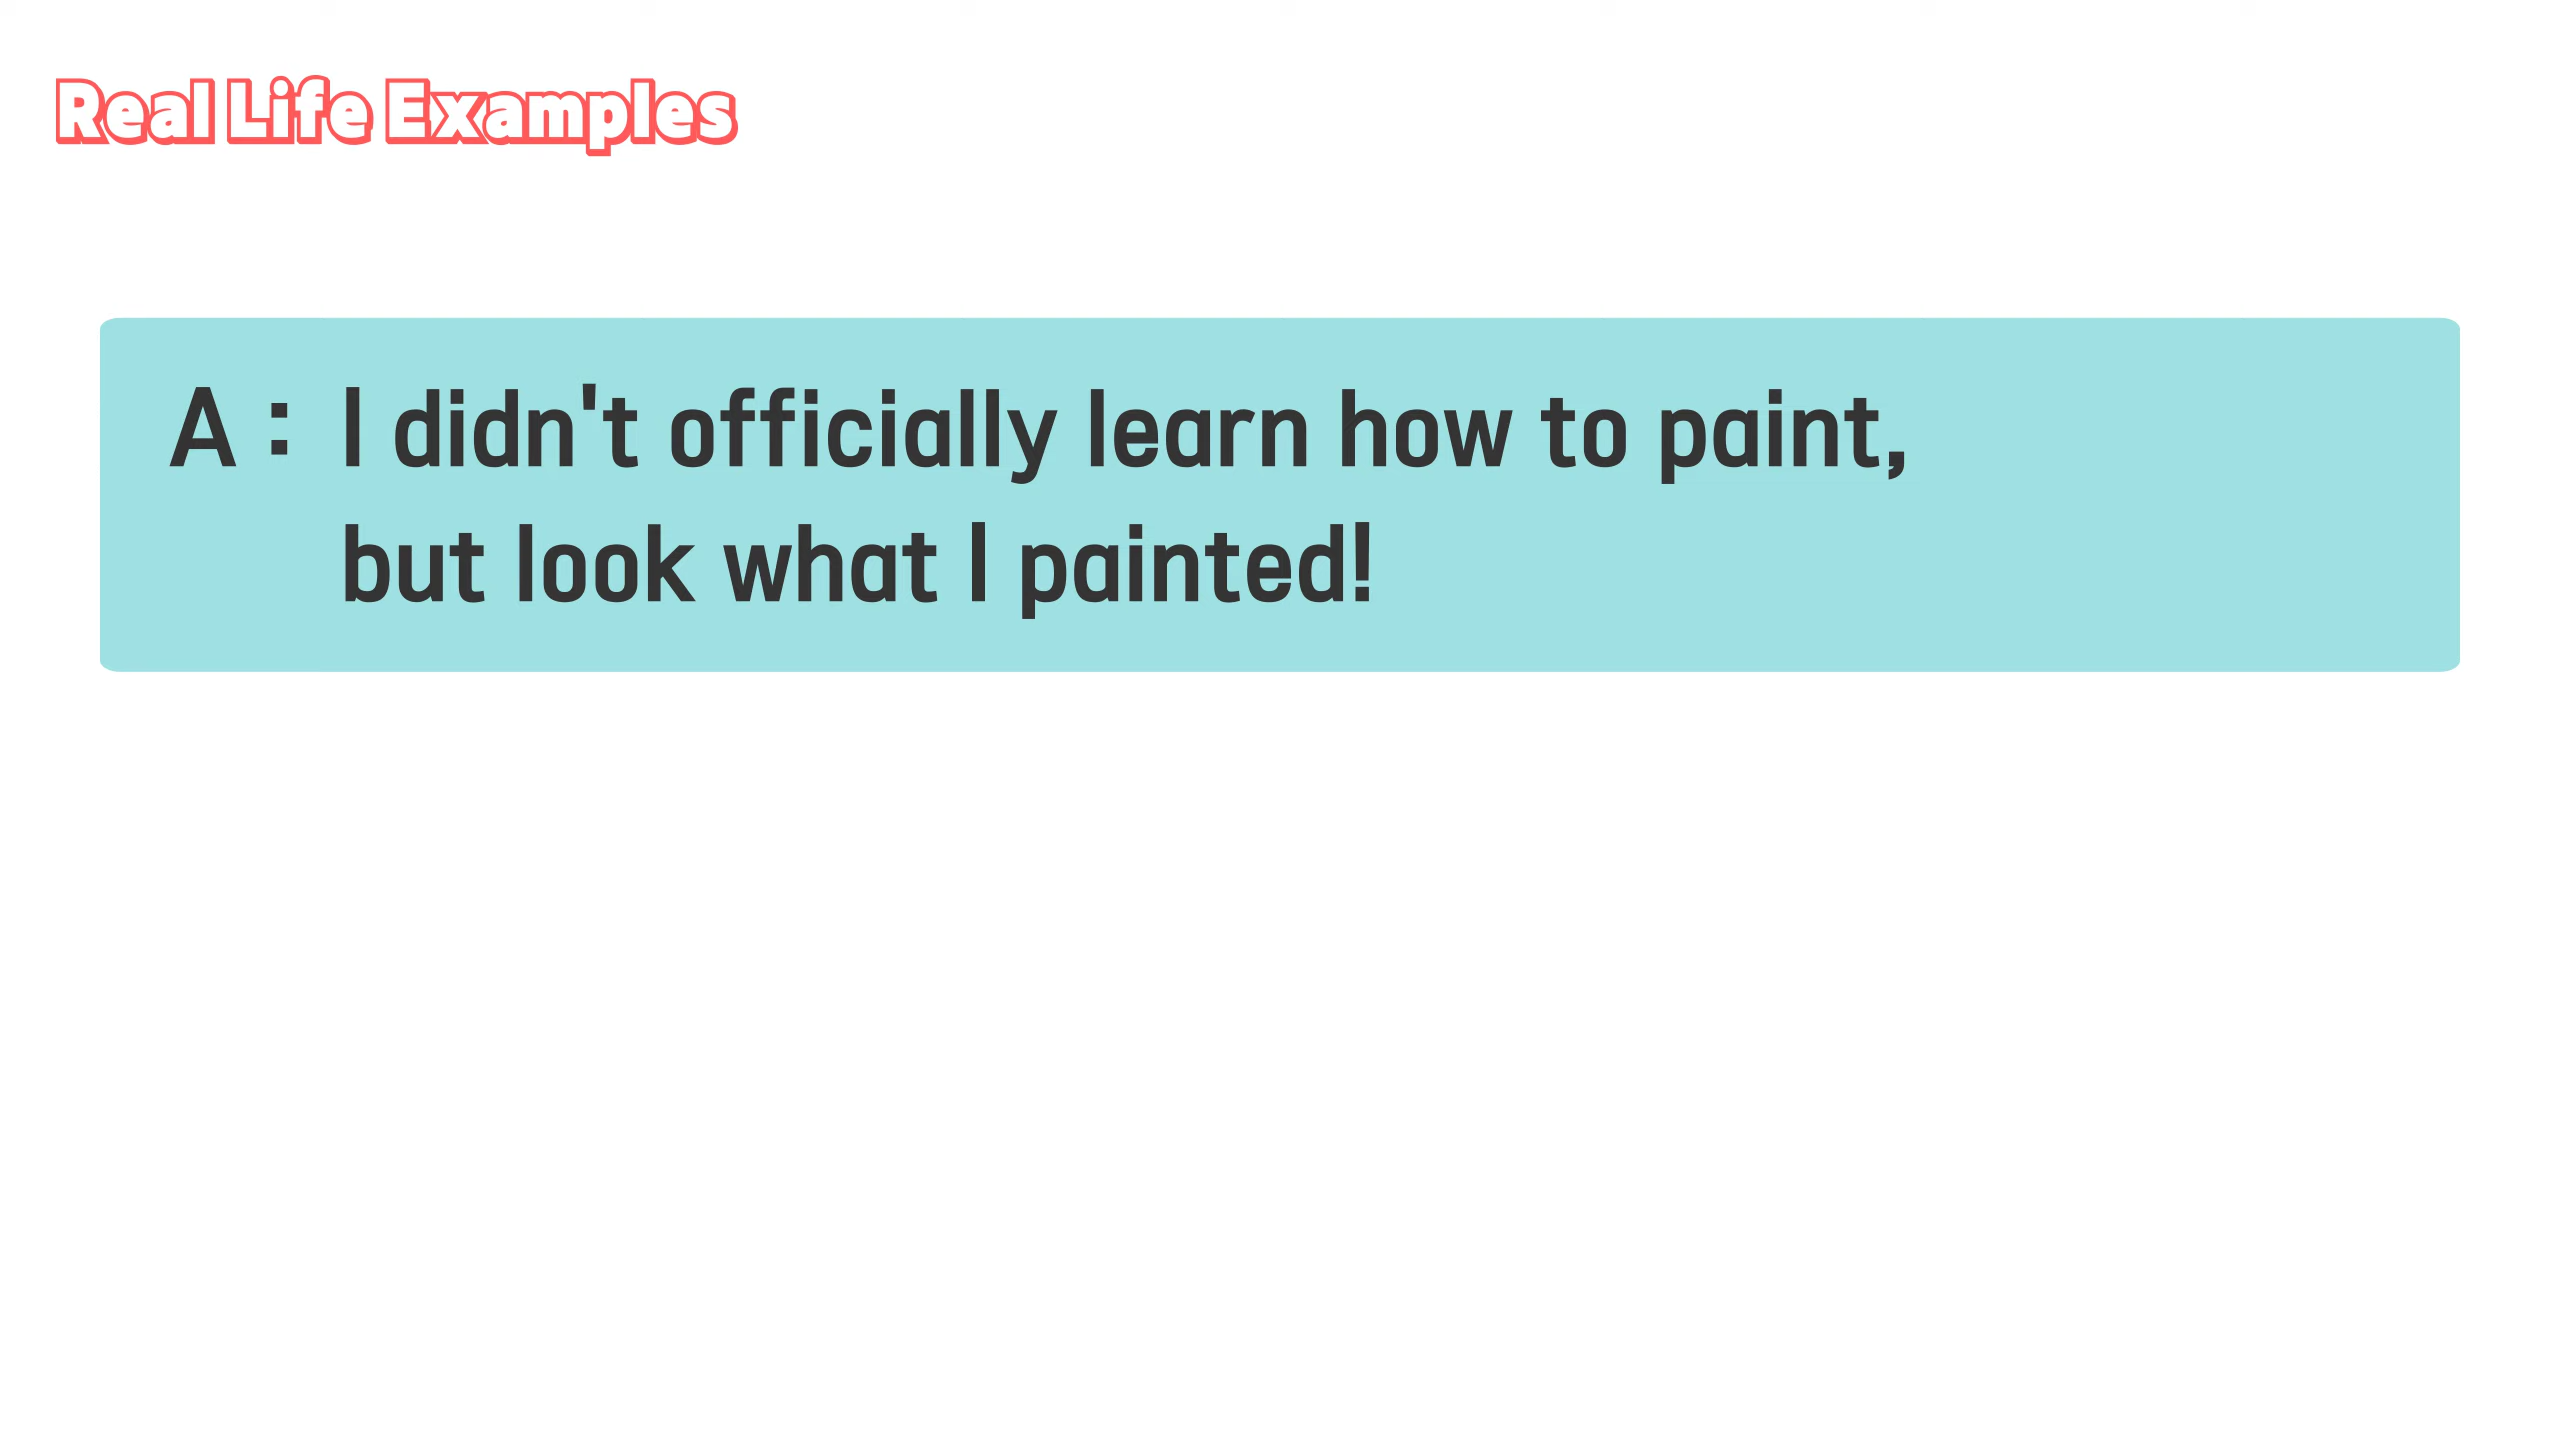 Real Life Examples
A : I didn't officially learn how to paint,
but look what I painted!